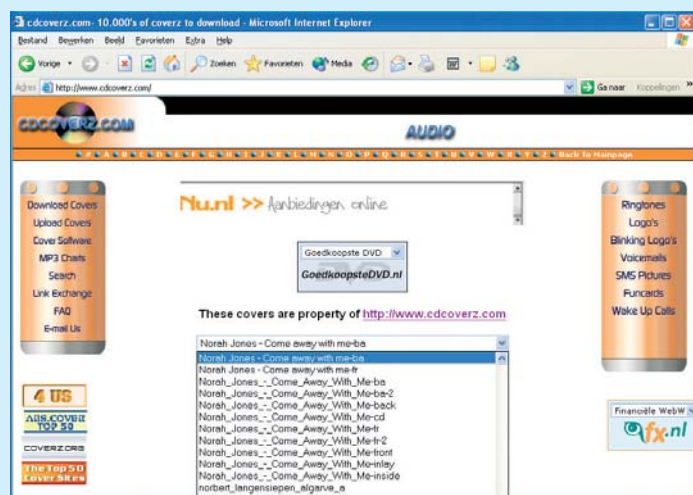 cdcoverz.com- 10.000's of coverz to download - Microsoft Internet Explorer
Bestand Bewerken Beeld Favorieten Extra Help
Vorige Zoeken Favorieten Media
Adres http://www.cdcoverz.com/ Ga naar Koppelingen »
CDCOVERZ.COM
AUDIO
# A B C D E F G H I J K L M N O P Q R S T U V W X Y Z Back to Mainpage
Download Covers
Upload Covers
Cover Software
MP3 Charts
Search
Link Exchange
FAQ
E-mail Us
4 US
TOP 50
COVERZ.ORG
The Top 50
Cover Sites
Nu.nl >> Aanbiedingen online
Goedkoopste DVD
GoedkoopsteDVD.nl
These covers are property of http://www.cdcoverz.com
Norah Jones - Come away with me-ba
Norah Jones - Come away with me-ba
Norah Jones - Come away with me-fr
Norah_Jones_-_Come_Away_With_Me-ba
Norah_Jones_-_Come_Away_With_Me-ba-2
Norah_Jones_-_Come_Away_With_Me-back
Norah_Jones_-_Come_Away_With_Me-cd
Norah_Jones_-_Come_Away_With_Me-fr
Norah_Jones_-_Come_Away_With_Me-fr-2
Norah_Jones_-_Come_Away_With_Me-front
Norah_Jones_-_Come_Away_With_Me-inlay
Norah_Jones_-_Come_Away_With_Me-inside
norbert_langensiepen_algarve_a
Ringtones
Logo's
Blinking Logo's
Voicemails
SMS Pictures
Funcards
Wake Up Calls
Financiële WebW
fx.nl